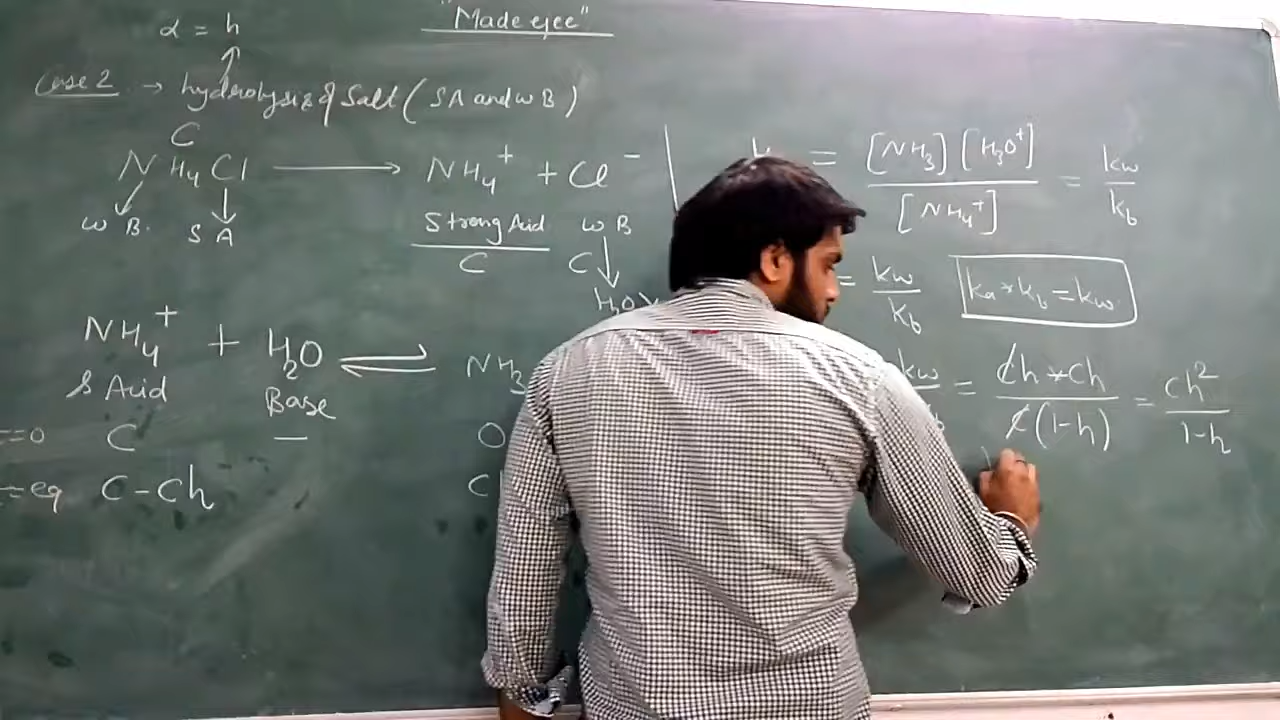 "Made ejee"
α = h
Case 2 → hydrolysis of Salt (SA and WB)
C
NH4Cl ⟶ NH4+ + Cl-
WB. SA
Strong Acid WB
C C
H2O
NH4+ + H2O ⇌ NH3
S Acid Base
=0 C — 0
=eq C-Ch C
= [NH3][H3O+] / [NH4+] = kw/kb
= kw/kb ka*kb=kw
kw = Ch*Ch / C(1-h) = Ch²/1-h